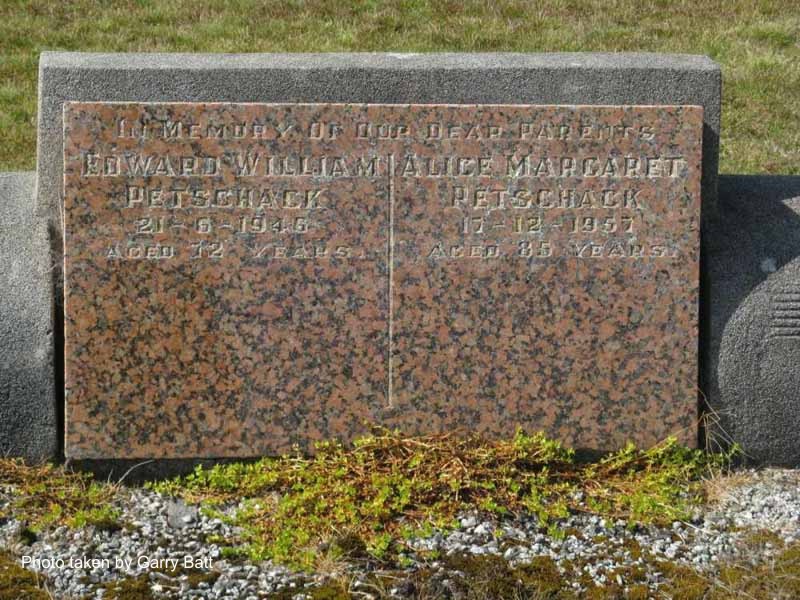 IN MEMORY OF OUR DEAR PARENTS
EDWARD WILLIAM
PETSCHACK
21-6-1945
AGED 72 YEARS.
ALICE MARGARET
PETSCHACK
17-12-1957
AGED 85 YEARS.
Photo taken by Garry Batt